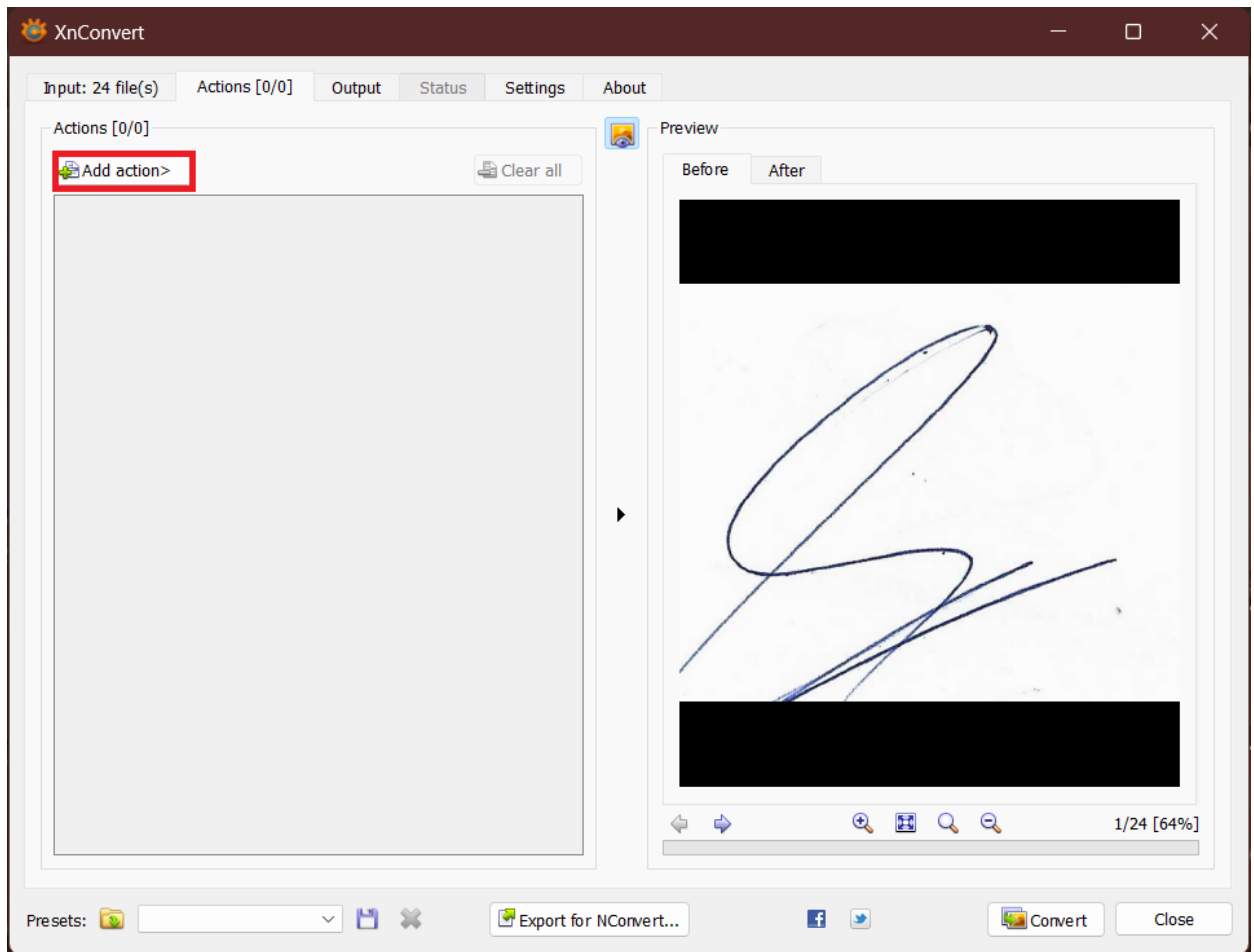 XnConvert
Input: 24 file(s) Actions [0/0] Output Status Settings About
Actions [0/0]
Add action>
Clear all
Preview
Before After
1/24 [64%]
Presets:
Export for NConvert...
Convert
Close